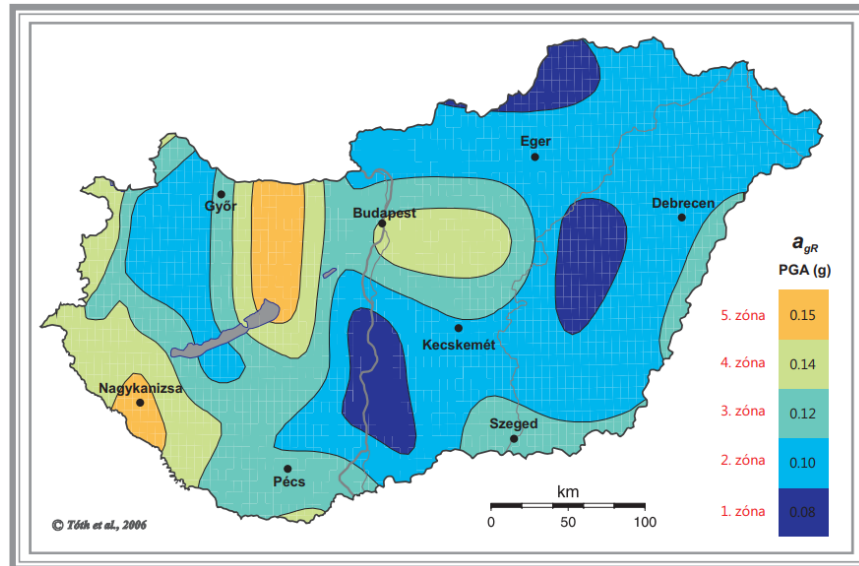 Eger
Győr
Budapest
Debrecen
a gR
PGA (g)
5. zóna 0.15
Kecskemét
4. zóna 0.14
Nagykanizsa
3. zóna 0.12
Szeged
2. zóna 0.10
Pécs
km
1. zóna 0.08
0 50 100
© Tóth et al., 2006